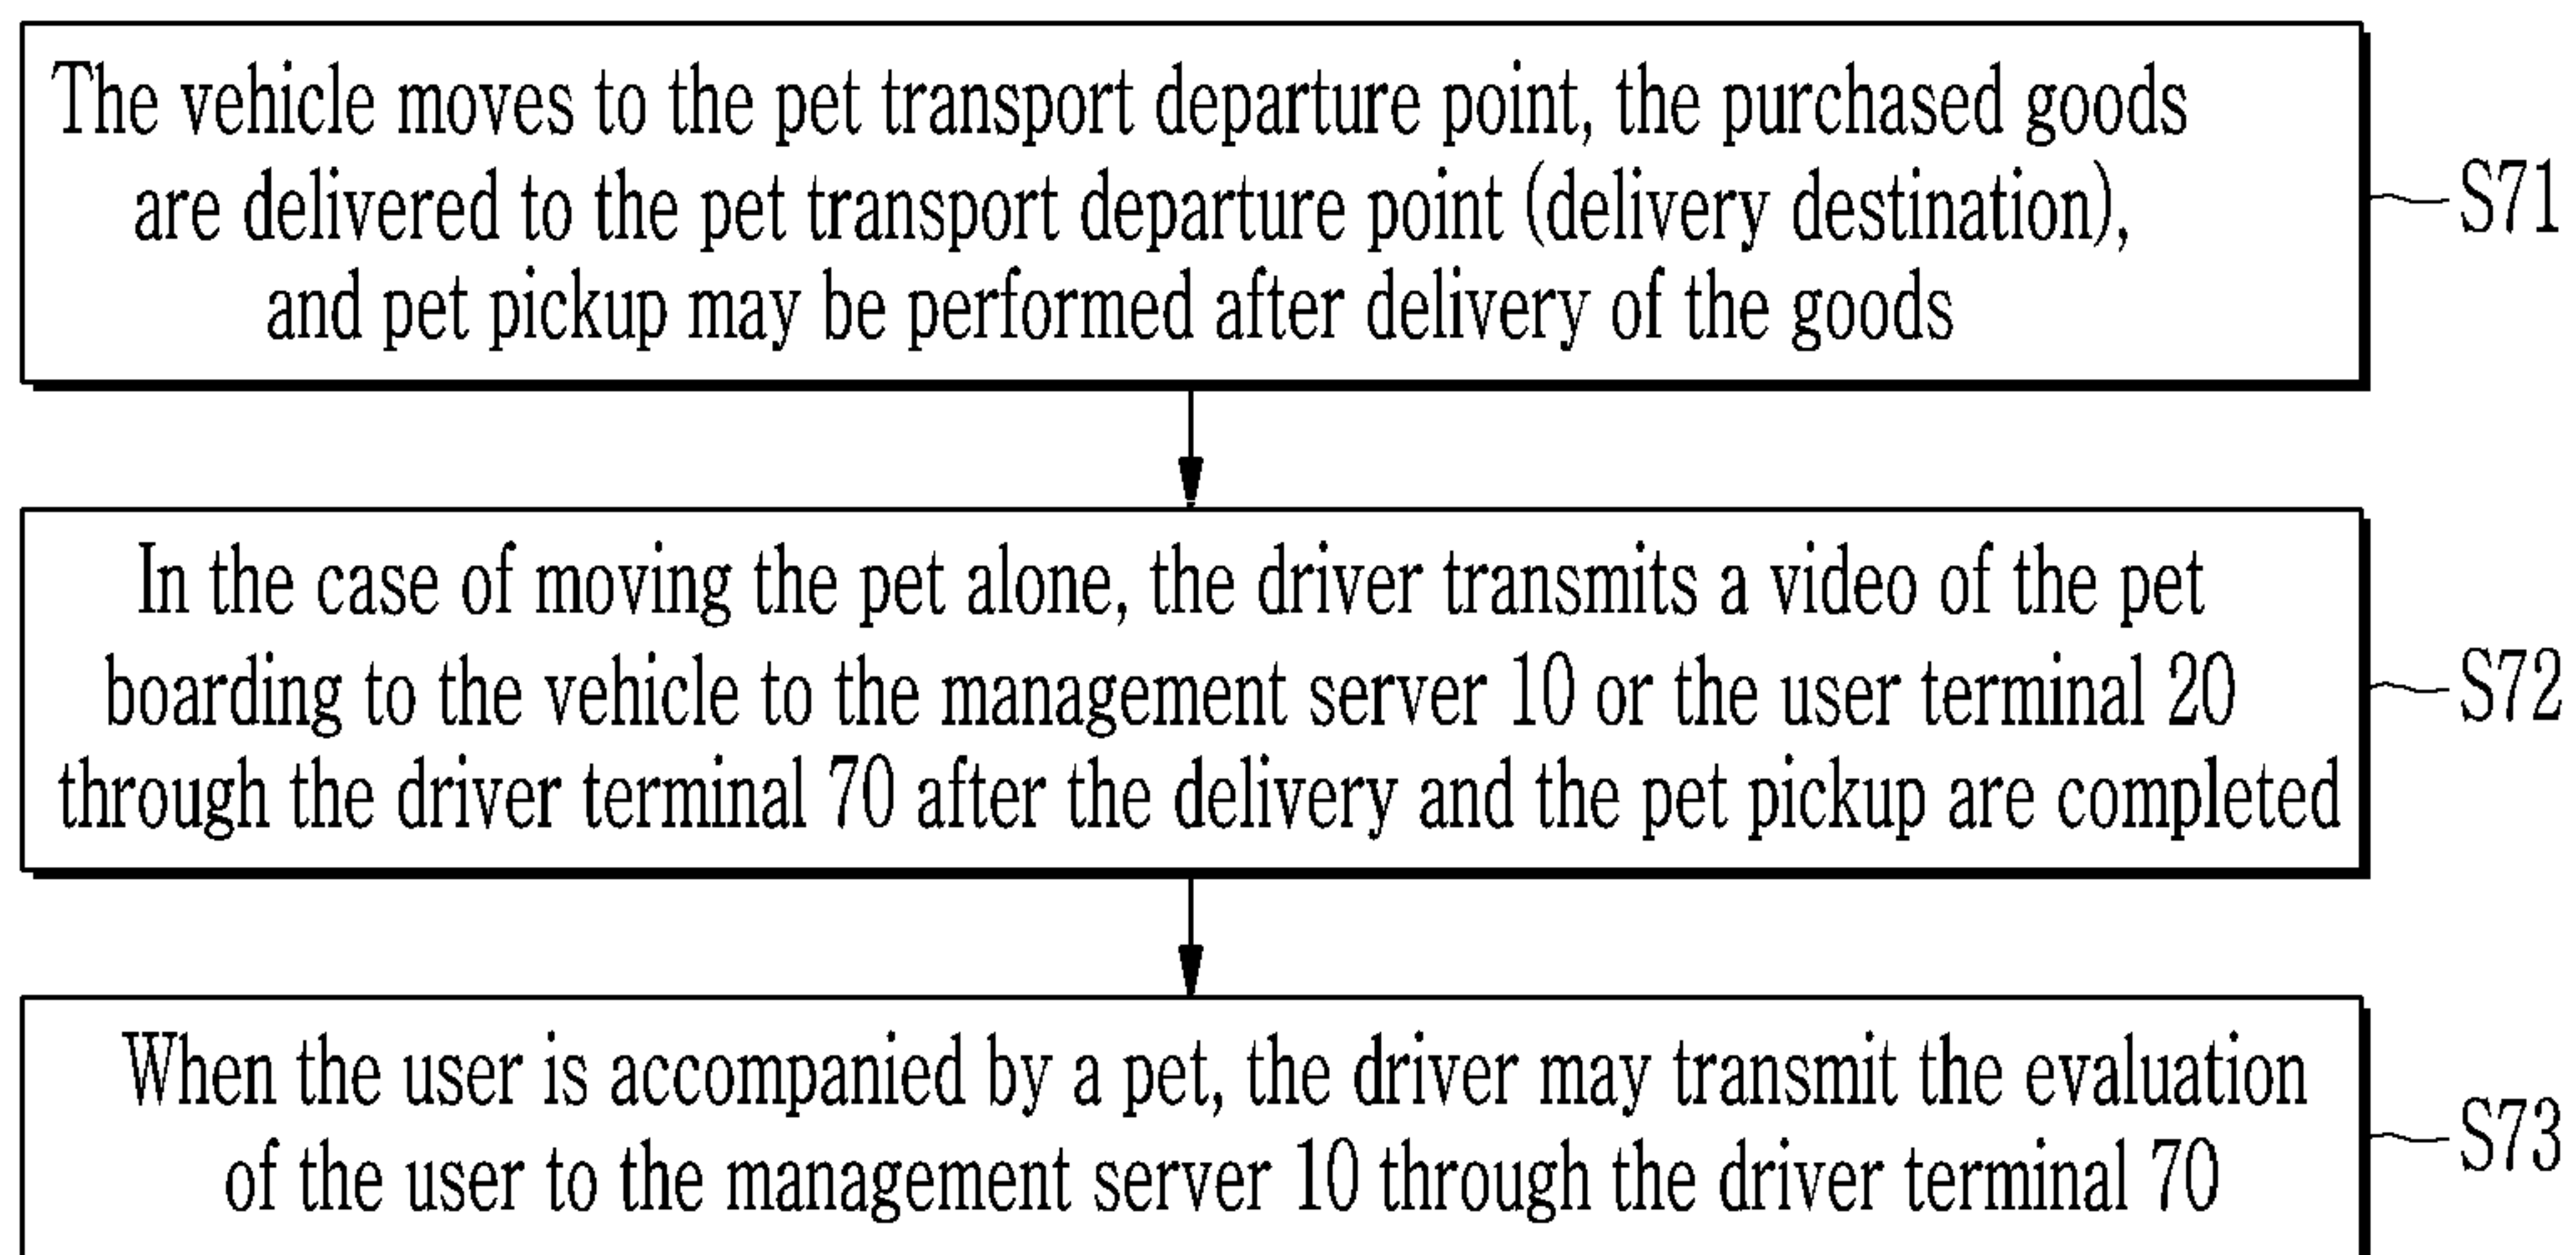 The vehicle moves to the pet transport departure point, the purchased goods
are delivered to the pet transport departure point (delivery destination),
and pet pickup may be performed after delivery of the goods
S71
In the case of moving the pet alone, the driver transmits a video of the pet
boarding to the vehicle to the management server 10 or the user terminal 20
through the driver terminal 70 after the delivery and the pet pickup are completed
S72
When the user is accompanied by a pet, the driver may transmit the evaluation
of the user to the management server 10 through the driver terminal 70
S73